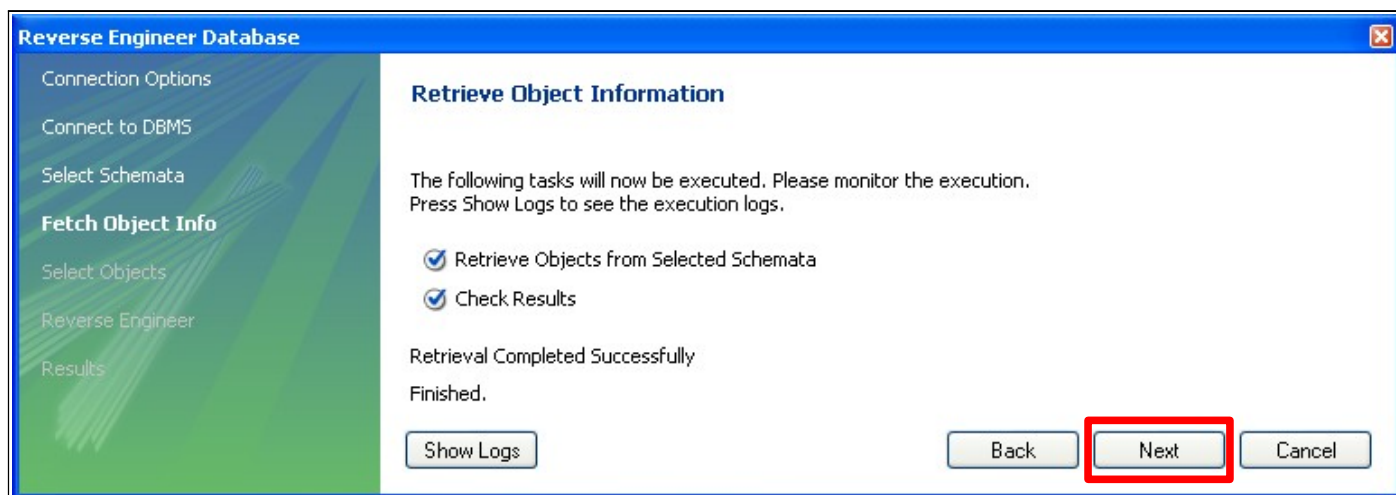 Reverse Engineer Database
Connection Options
Connect to DBMS
Select Schemata
Fetch Object Info
Select Objects
Reverse Engineer
Results
Retrieve Object Information
The following tasks will now be executed. Please monitor the execution.
Press Show Logs to see the execution logs.
Retrieve Objects from Selected Schemata
Check Results
Retrieval Completed Successfully
Finished.
Show Logs
Back
Next
Cancel